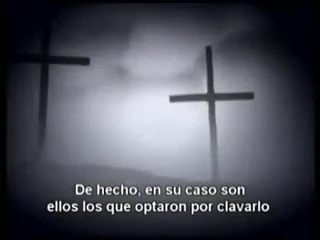 De hecho, en su caso son
ellos los que optaron por clavarlo